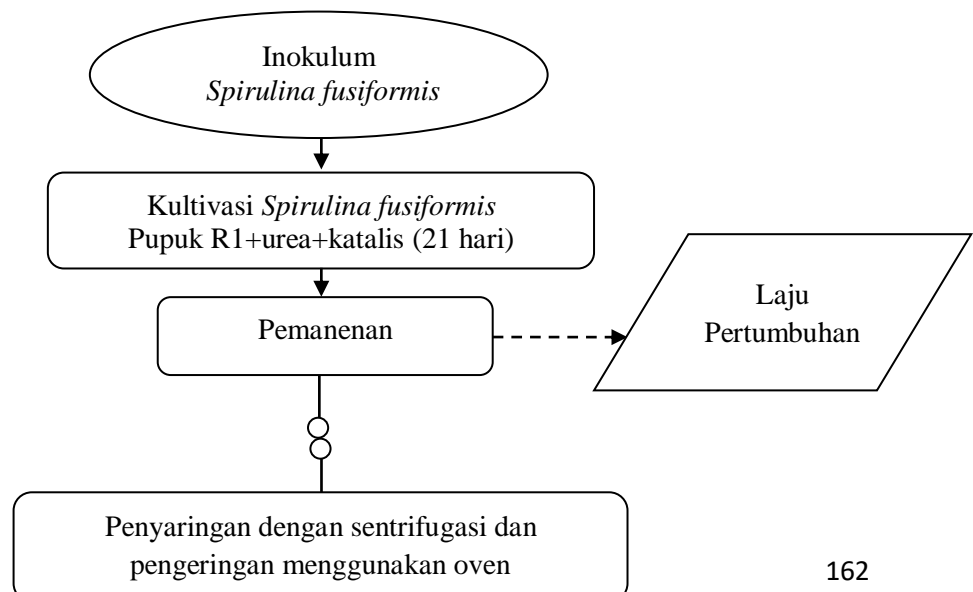 Inokulum
Spirulina fusiformis
Kultivasi Spirulina fusiformis
Pupuk R1+urea+katalis (21 hari)
Pemanenan
Laju
Pertumbuhan
Penyaringan dengan sentrifugasi dan
pengeringan menggunakan oven
162